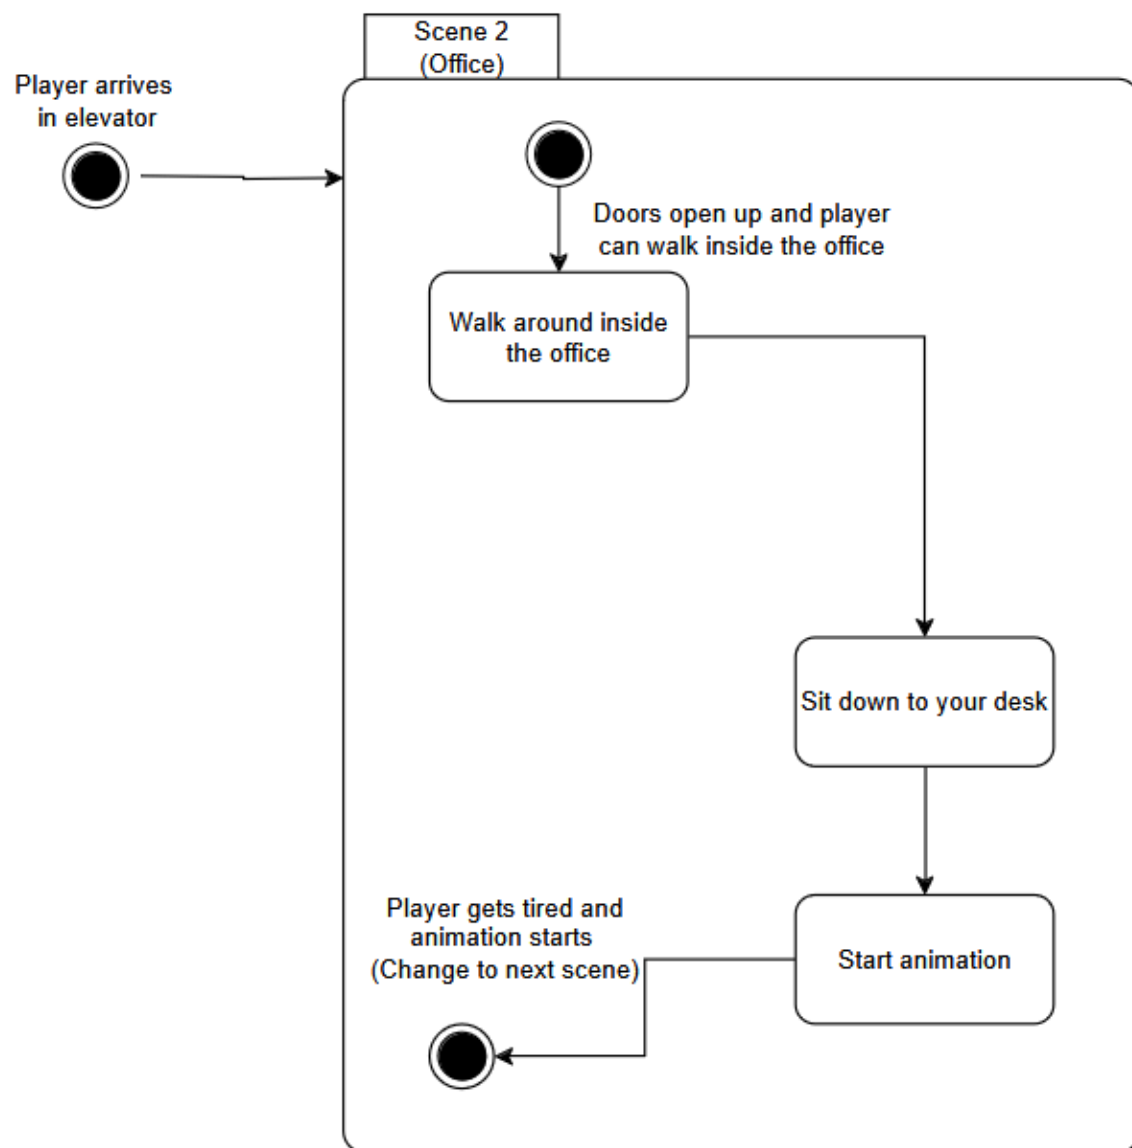 Scene 2
(Office)
Player arrives
in elevator
Doors open up and player
can walk inside the office
Walk around inside
the office
Sit down to your desk
Player gets tired and
animation starts
(Change to next scene)
Start animation